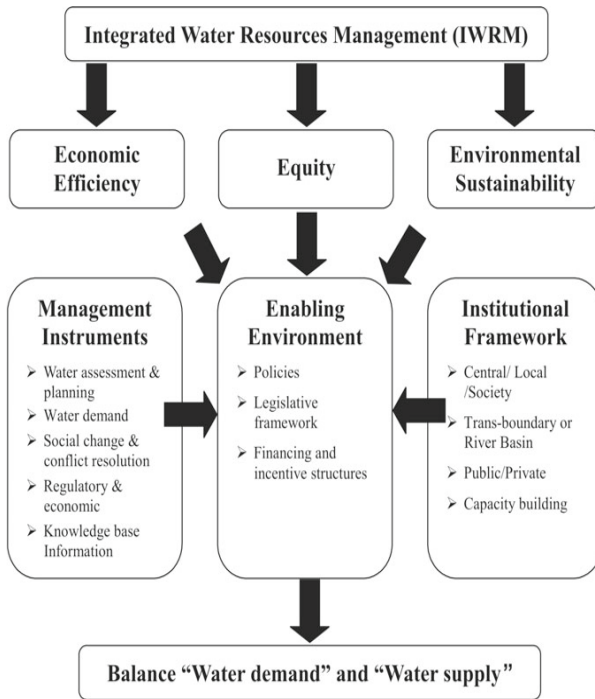 Integrated Water Resources Management (IWRM)
Economic
Efficiency
Equity
Environmental
Sustainability
Management
Instruments
➢ Water assessment &
planning
➢ Water demand
➢ Social change &
conflict resolution
➢ Regulatory &
economic
➢ Knowledge base
Information
Enabling
Environment
➢ Policies
➢ Legislative
framework
➢ Financing and
incentive structures
Institutional
Framework
➢ Central/ Local
/Society
➢ Trans-boundary or
River Basin
➢ Public/Private
➢ Capacity building
Balance “Water demand” and “Water supply”